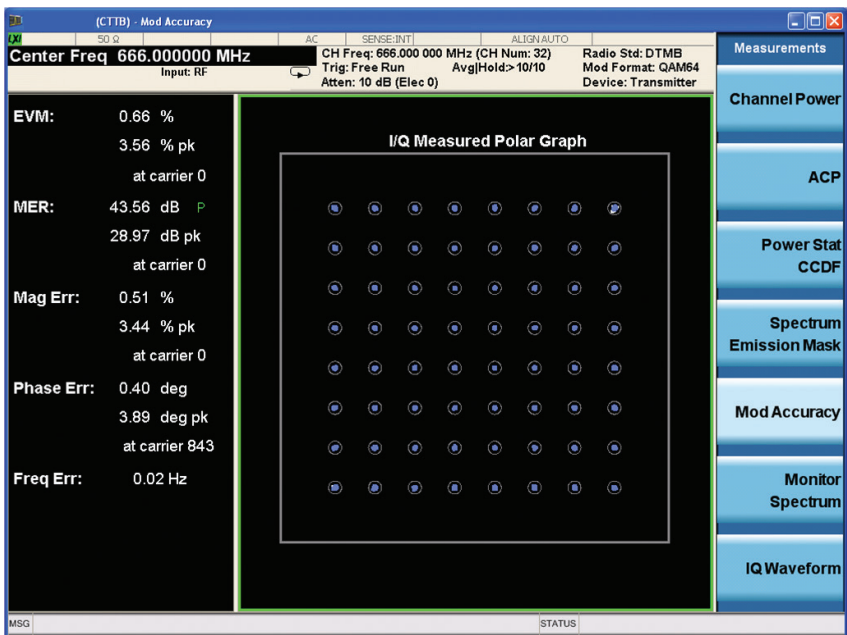 (CTTB) - Mod Accuracy
LXI
50 Ω
AC
SENSE:INT
ALIGN AUTO
Center Freq 666.000000 MHz
Input: RF
CH Freq: 666.000 000 MHz (CH Num: 32)
Trig: Free Run
Avg|Hold:>10/10
Atten: 10 dB (Elec 0)
Radio Std: DTMB
Mod Format: QAM64
Device: Transmitter
EVM: 0.66 %
3.56 % pk
at carrier 0
MER: 43.56 dB P
28.97 dB pk
at carrier 0
Mag Err: 0.51 %
3.44 % pk
at carrier 0
Phase Err: 0.40 deg
3.89 deg pk
at carrier 843
Freq Err: 0.02 Hz
I/Q Measured Polar Graph
Measurements
Channel Power
ACP
Power Stat
CCDF
Spectrum
Emission Mask
Mod Accuracy
Monitor
Spectrum
IQ Waveform
MSG
STATUS